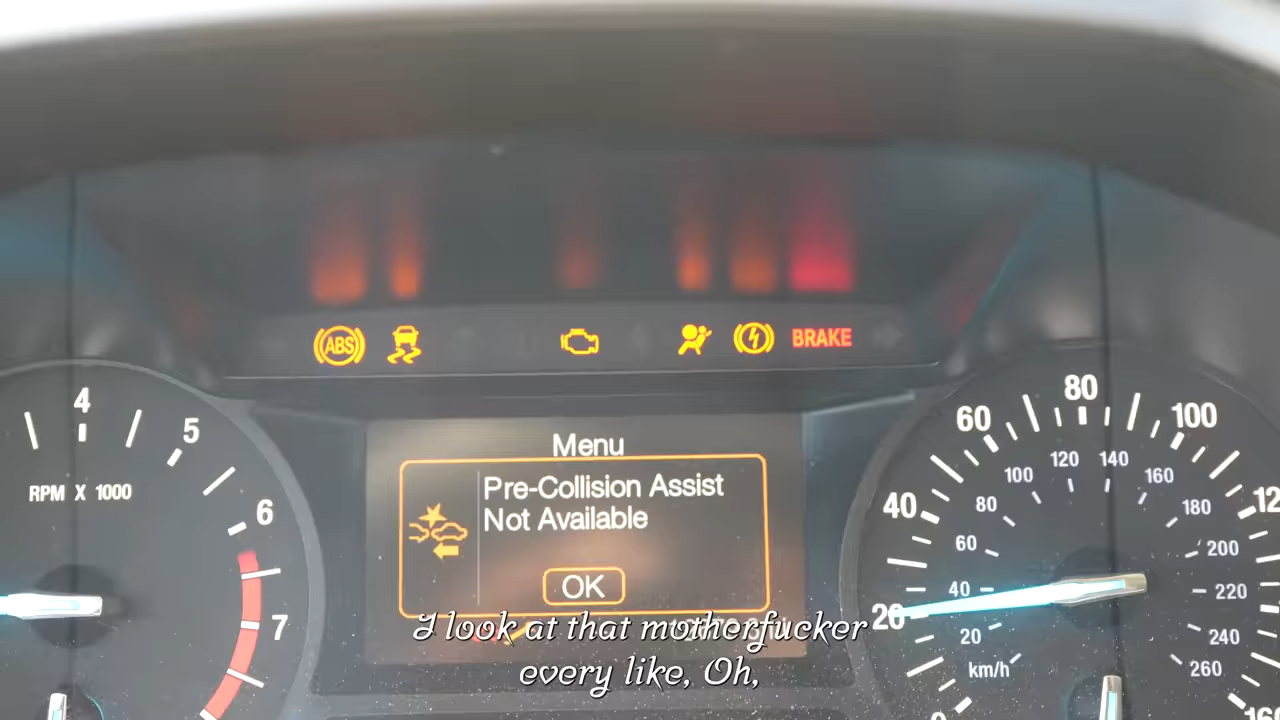 ABS
BRAKE
4
5
6
7
RPM X 1000
Menu
Pre-Collision Assist
Not Available
OK
20
40
60
80
100
20
40
60
80
100
120
140
160
180
200
220
240
260
km/h
I look at that motherfucker
every like, Oh,